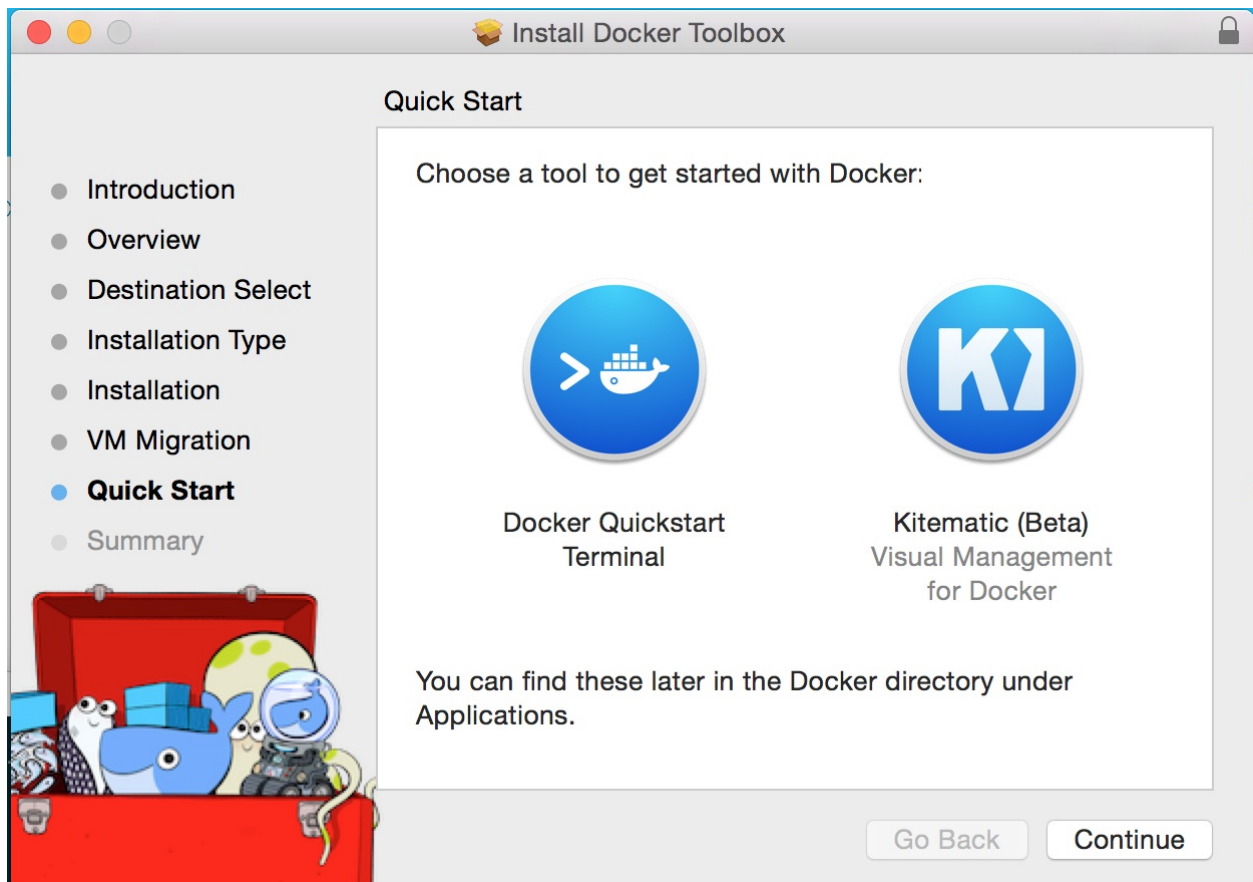 Install Docker Toolbox
Quick Start
Introduction
Overview
Destination Select
Installation Type
Installation
VM Migration
Quick Start
Summary
Choose a tool to get started with Docker:
Docker Quickstart
Terminal
Kitematic (Beta)
Visual Management
for Docker
You can find these later in the Docker directory under
Applications.
Go Back
Continue